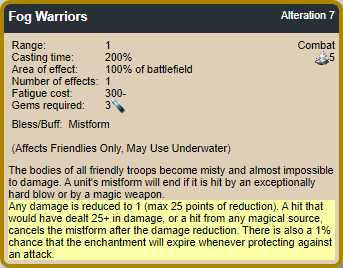 Fog Warriors Alteration 7
Range: 1 Combat
Casting time: 200% 5
Area of effect: 100% of battlefield
Number of effects: 1
Fatigue cost: 300-
Gems required: 3
Bless/Buff: Mistform
(Affects Friendlies Only, May Use Underwater)
The bodies of all friendly troops become misty and almost impossible
to damage. A unit's mistform will end if it is hit by an exceptionally
hard blow or by a magic weapon.
Any damage is reduced to 1 (max 25 points of reduction). A hit that
would have dealt 25+ in damage, or a hit from any magical source,
cancels the mistform after the damage reduction. There is also a 1%
chance that the enchantment will expire whenever protecting against
an attack.